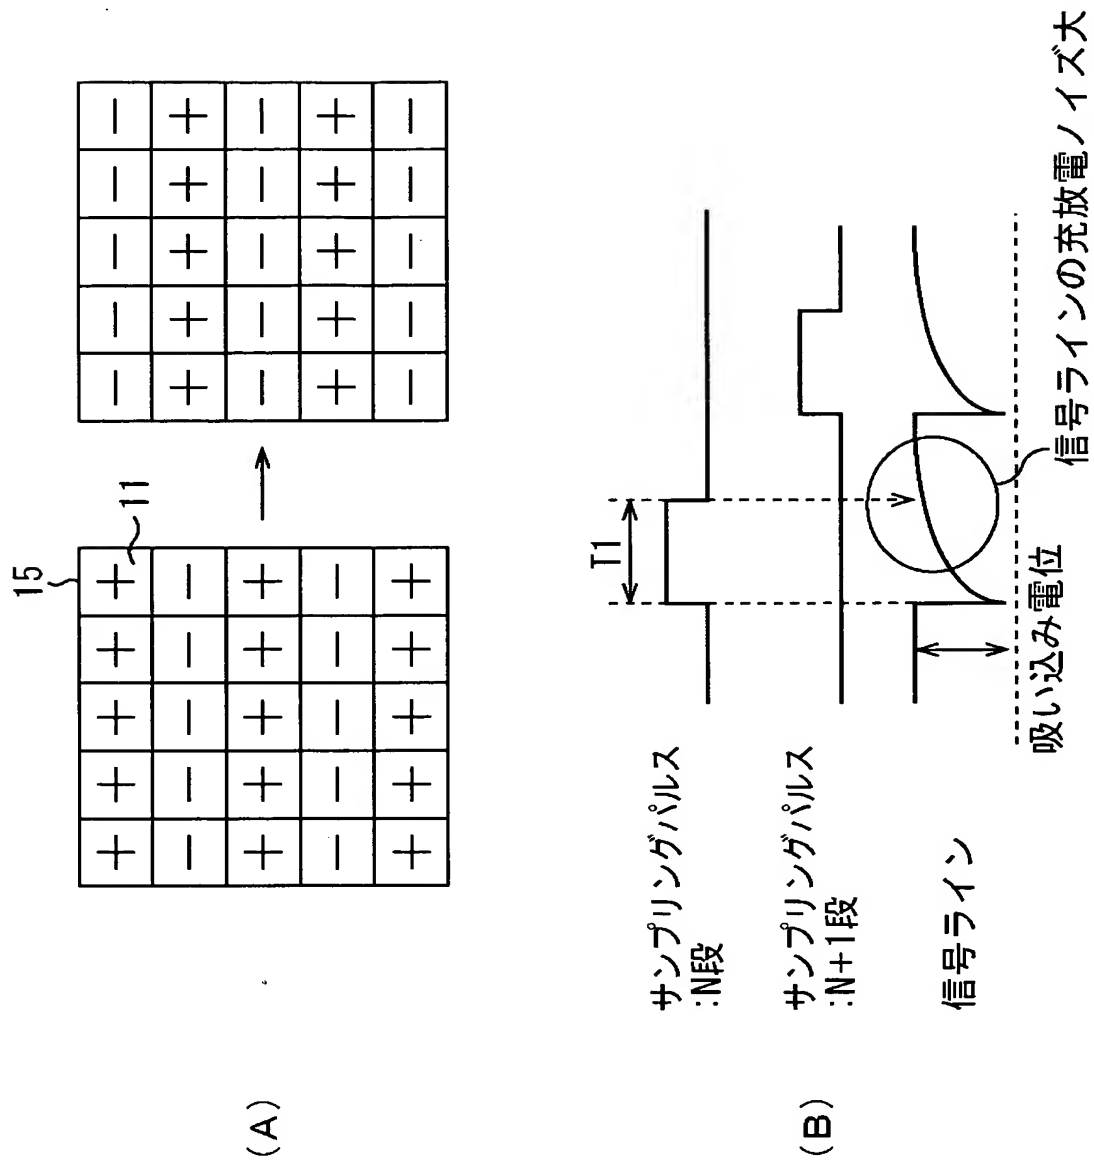 (A)
15
11
+ + + + +
− − − − −
+ + + + +
− − − − −
+ + + + +
− − − − −
+ + + + +
− − − − −
+ + + + +
− − − − −
(B)
T1
サンプリングパルス
:N段
サンプリングパルス
:N+1段
信号ライン
吸い込み電位
信号ラインの充放電ノイズ大